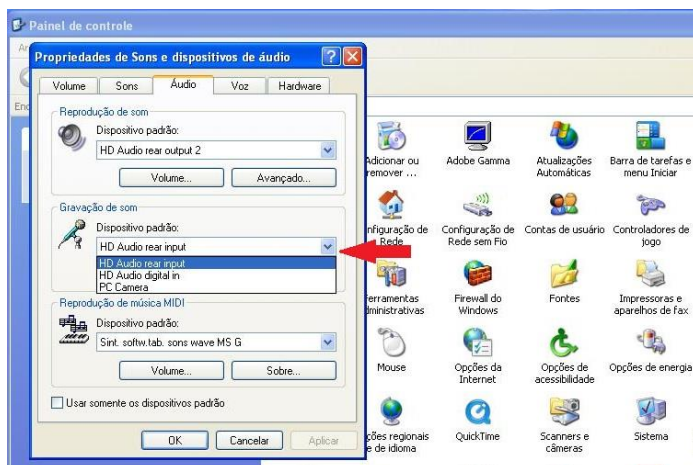 Painel de controle
Propriedades de Sons e dispositivos de áudio
Volume
Sons
Áudio
Voz
Hardware
Reprodução de som
Dispositivo padrão:
HD Audio rear output 2
Volume...
Avançado...
Gravação de som
Dispositivo padrão:
HD Audio rear input
HD Audio rear input
HD Audio digital in
PC Camera
Reprodução de música MIDI
Dispositivo padrão:
Sint. softw.tab. sons wave MS G
Volume...
Sobre...
Usar somente os dispositivos padrão
OK
Cancelar
Aplicar
Adicionar ou
remover ...
Adobe Gamma
Atualizações
Automáticas
Barra de tarefas e
menu Iniciar
nfiguração de
Rede
Configuração de
Rede sem Fio
Contas de usuário
Controladores de
jogo
erramentas
dministrativas
Firewall do
Windows
Fontes
Impressoras e
aparelhos de fax
Mouse
Opções da
Internet
Opções de
acessibilidade
Opções de energia
ções regionais
e de idioma
QuickTime
Scanners e
câmeras
Sistema